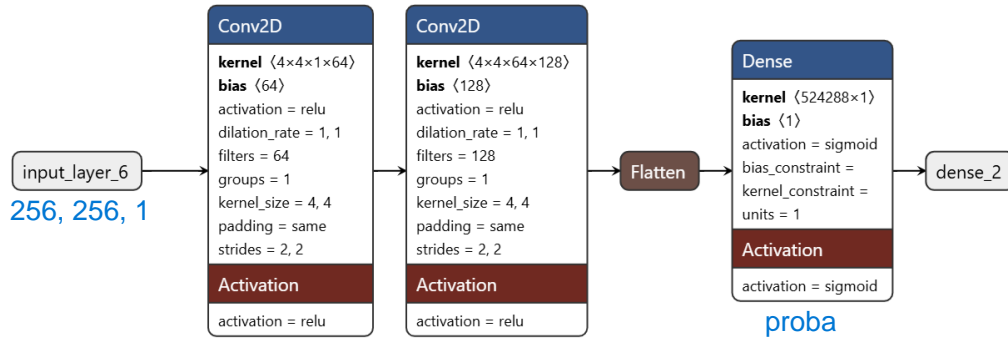 input_layer_6
256, 256, 1
Conv2D
kernel 〈4×4×1×64〉
bias 〈64〉
activation = relu
dilation_rate = 1, 1
filters = 64
groups = 1
kernel_size = 4, 4
padding = same
strides = 2, 2
Activation
activation = relu
Conv2D
kernel 〈4×4×64×128〉
bias 〈128〉
activation = relu
dilation_rate = 1, 1
filters = 128
groups = 1
kernel_size = 4, 4
padding = same
strides = 2, 2
Activation
activation = relu
Flatten
Dense
kernel 〈524288×1〉
bias 〈1〉
activation = sigmoid
bias_constraint =
kernel_constraint =
units = 1
Activation
activation = sigmoid
proba
dense_2